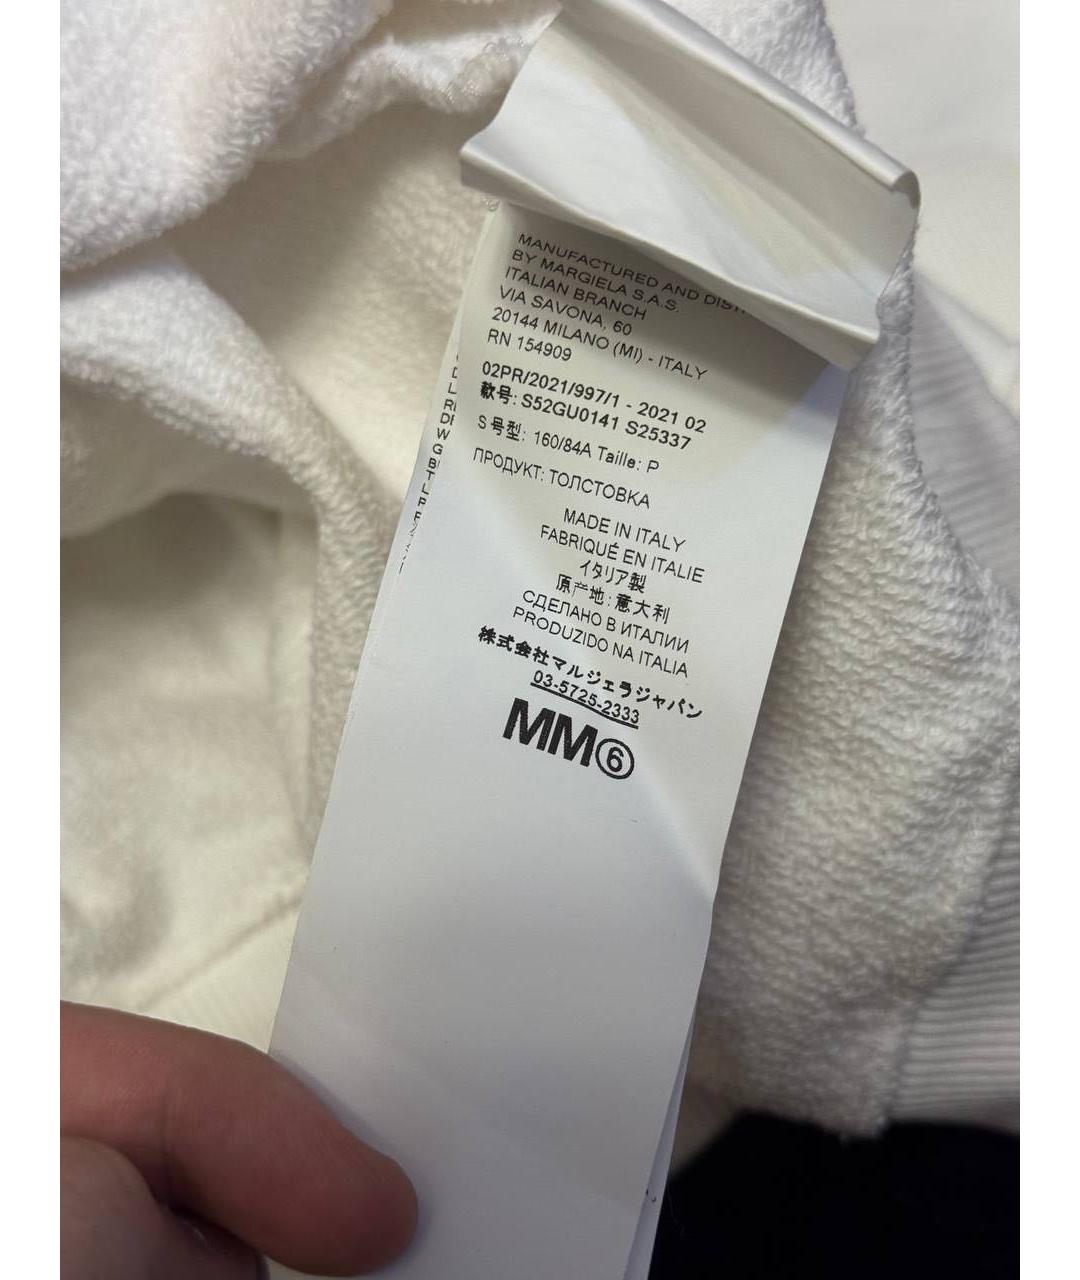 MANUFACTURED AND
BY MARGIELA S.A.S.
ITALIAN BRANCH
VIA SAVONA, 60
20144 MILANO (MI) - ITALY
RN 154909
02PR/2021/997/1 - 2021 02
款号: S52GU0141 S25337
S 号型: 160/84A Taille: P
ПРОДУКТ: ТОЛСТОВКА
MADE IN ITALY
FABRIQUÉ EN ITALIE
イタリア製
原产地: 意大利
СДЕЛАНО В ИТАЛИИ
PRODUZIDO NA ITALIA
株式会社マルジェラジャパン
03-5725-2333
MM⑥